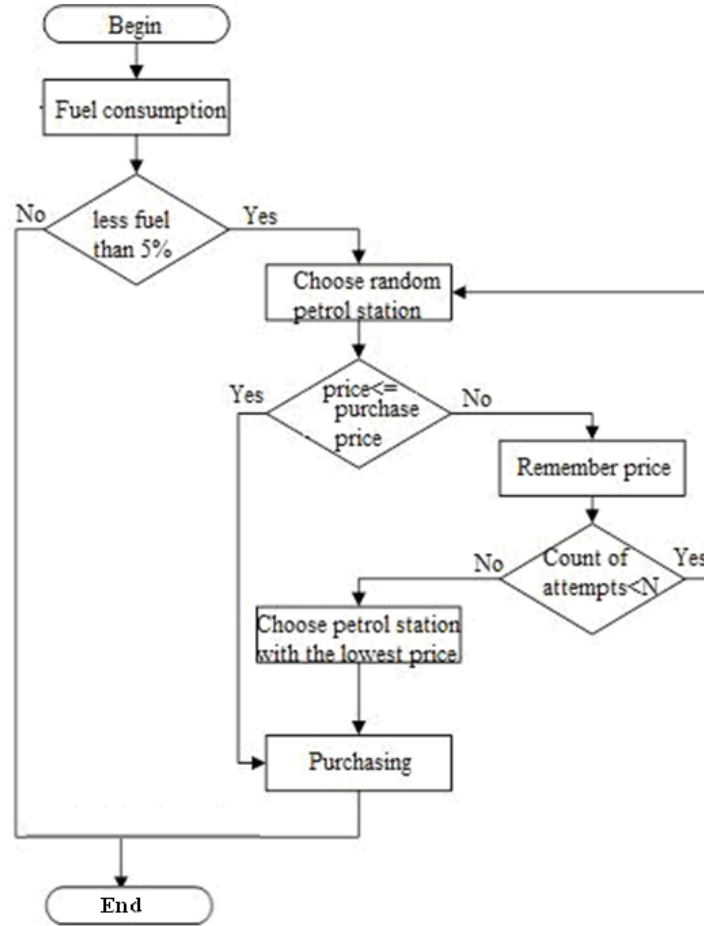 Begin
Fuel consumption
No
less fuel
than 5%
Yes
Choose random
petrol station
Yes
price<=
purchase
price
No
Remember price
No
Count of
attempts<N
Yes
Choose petrol station
with the lowest price
Purchasing
End